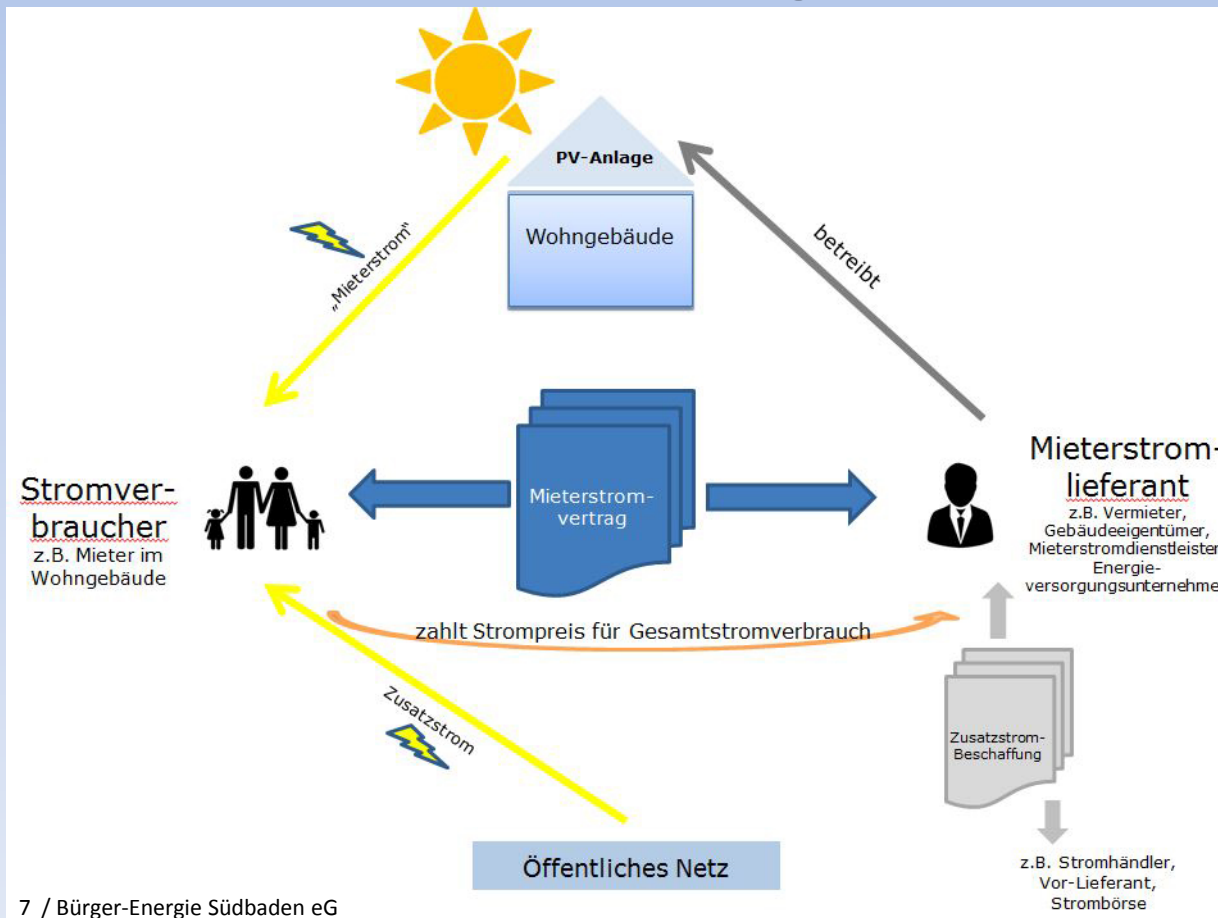 PV-Anlage
Wohngebäude
„Mieterstrom“
betreibt
Stromver-
braucher
z.B. Mieter im
Wohngebäude
Mieterstrom-
vertrag
Mieterstrom-
lieferant
z.B. Vermieter,
Gebäudeeigentümer,
Mieterstromdienstleister
Energie-
versorgungsunternehme
zahlt Strompreis für Gesamtstromverbrauch
Zusatzstrom
Zusatzstrom-
Beschaffung
Öffentliches Netz
z.B. Stromhändler,
Vor-Lieferant,
Strombörse
7 / Bürger-Energie Südbaden eG